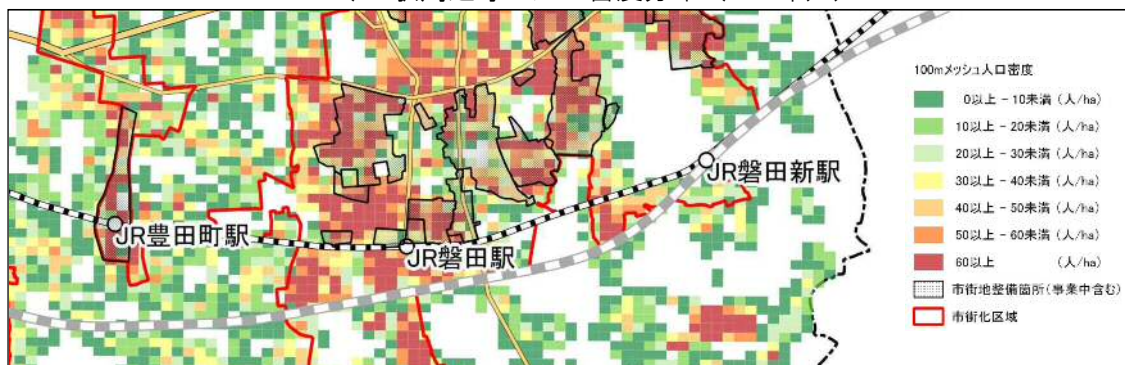 100mメッシュ人口密度
0以上 - 10未満 (人/ha)
10以上 - 20未満 (人/ha)
20以上 - 30未満 (人/ha)
30以上 - 40未満 (人/ha)
40以上 - 50未満 (人/ha)
50以上 - 60未満 (人/ha)
60以上 (人/ha)
市街地整備箇所(事業中含む)
市街化区域
JR磐田新駅
JR豊田町駅
JR磐田駅